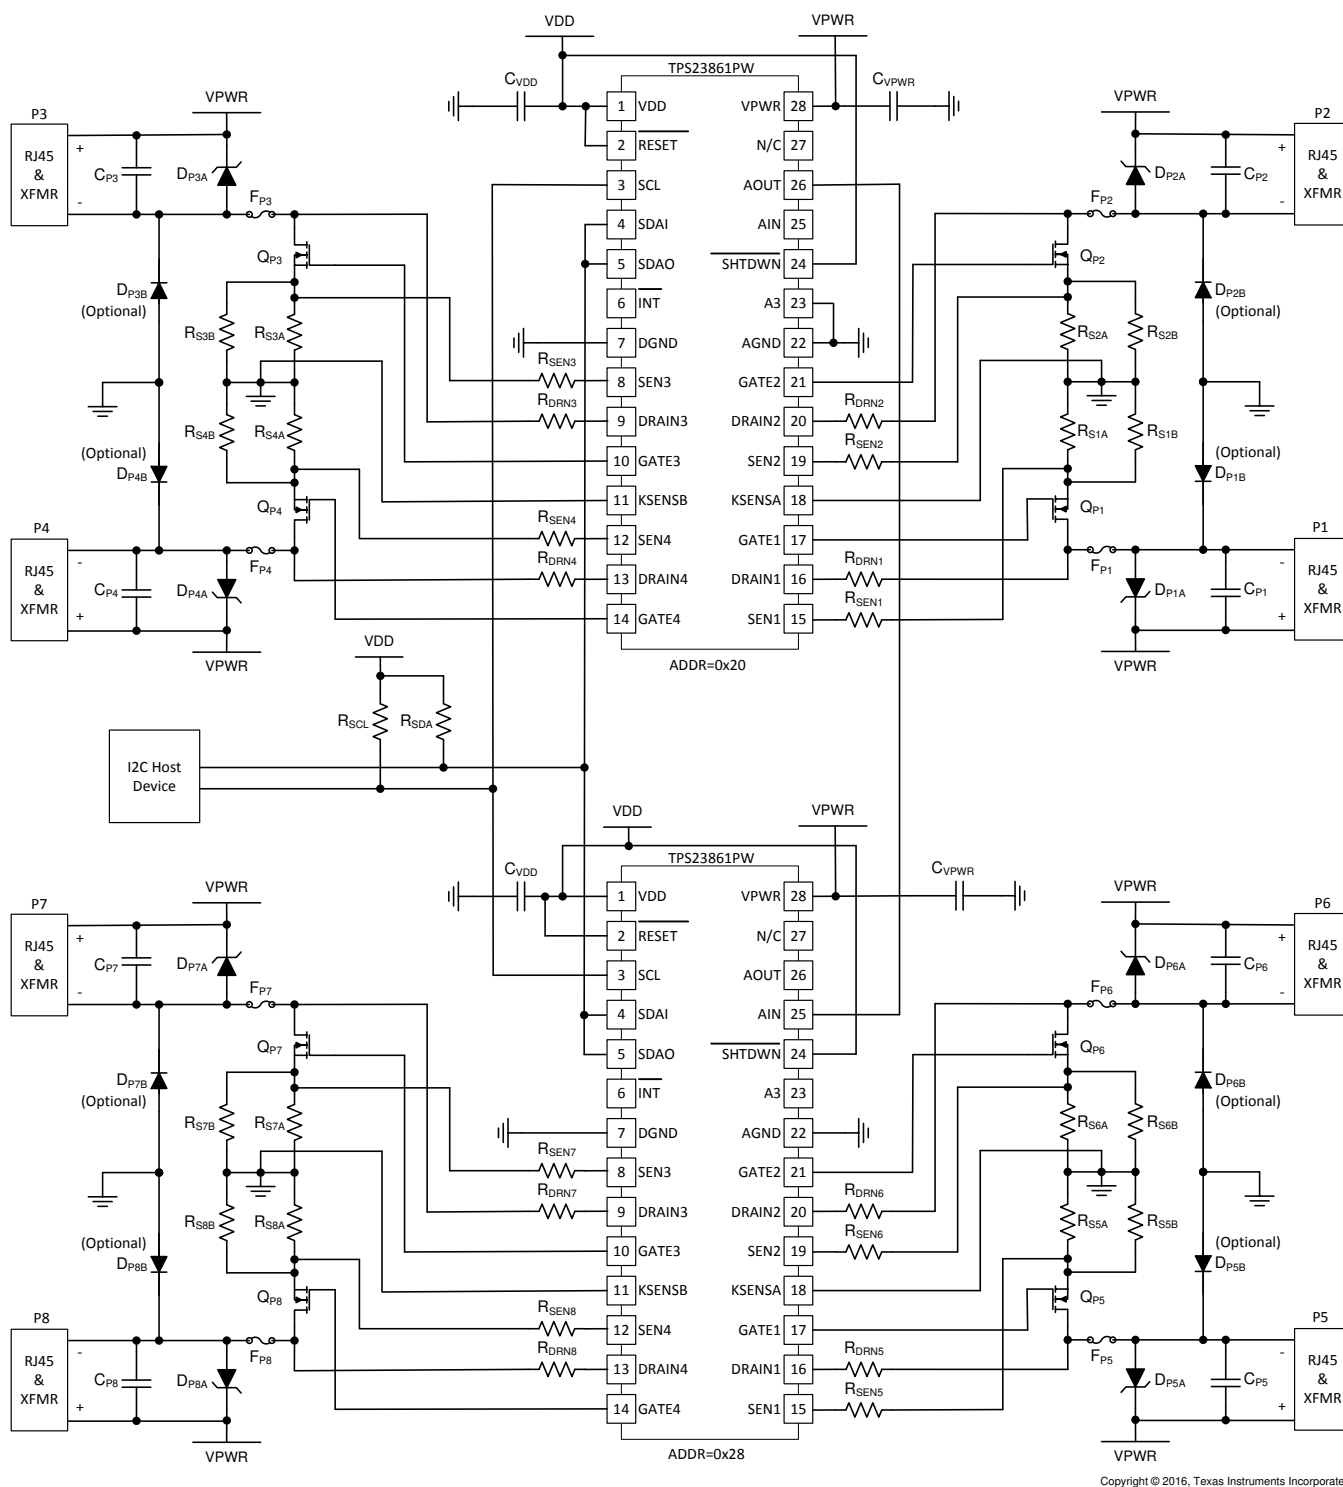 VDD
VPWR
TPS23861PW
CVDD
CVPWR
1 VDD
VPWR 28
2 RESET
N/C 27
3 SCL
AOUT 26
4 SDAI
AIN 25
5 SDAO
SHTDWN 24
6 INT
A3 23
7 DGND
AGND 22
8 SEN3
GATE2 21
9 DRAIN3
DRAIN2 20
10 GATE3
SEN2 19
11 KSENSB
KSENSA 18
12 SEN4
GATE1 17
13 DRAIN4
DRAIN1 16
14 GATE4
SEN1 15
ADDR=0x20
P3
RJ45
&
XFMR
+
-
VPWR
CP3
DP3A
FP3
QP3
DP3B
(Optional)
RS3B
RS3A
RSEN3
RDRN3
RS4B
RS4A
(Optional)
DP4B
QP4
RSEN4
RDRN4
P4
RJ45
&
XFMR
-
+
CP4
DP4A
FP4
VPWR
VPWR
P2
RJ45
&
XFMR
+
-
DP2A
CP2
FP2
QP2
DP2B
(Optional)
RS2A
RS2B
RDRN2
RSEN2
RS1A
RS1B
(Optional)
DP1B
QP1
RDRN1
RSEN1
FP1
P1
RJ45
&
XFMR
-
+
DP1A
CP1
VPWR
VDD
RSCL
RSDA
I2C Host
Device
VDD
VPWR
TPS23861PW
CVDD
CVPWR
1 VDD
VPWR 28
2 RESET
N/C 27
3 SCL
AOUT 26
4 SDAI
AIN 25
5 SDAO
SHTDWN 24
6 INT
A3 23
7 DGND
AGND 22
8 SEN3
GATE2 21
9 DRAIN3
DRAIN2 20
10 GATE3
SEN2 19
11 KSENSB
KSENSA 18
12 SEN4
GATE1 17
13 DRAIN4
DRAIN1 16
14 GATE4
SEN1 15
ADDR=0x28
P7
RJ45
&
XFMR
+
-
VPWR
CP7
DP7A
FP7
QP7
DP7B
(Optional)
RS7B
RS7A
RSEN7
RDRN7
RS8B
RS8A
(Optional)
DP8B
QP8
RSEN8
RDRN8
P8
RJ45
&
XFMR
-
+
CP8
DP8A
FP8
VPWR
VPWR
P6
RJ45
&
XFMR
+
-
DP6A
CP6
FP6
QP6
DP6B
(Optional)
RS6A
RS6B
RDRN6
RSEN6
RS5A
RS5B
(Optional)
DP5B
QP5
RDRN5
RSEN5
FP5
P5
RJ45
&
XFMR
-
+
DP5A
CP5
VPWR
Copyright © 2016, Texas Instruments Incorporate